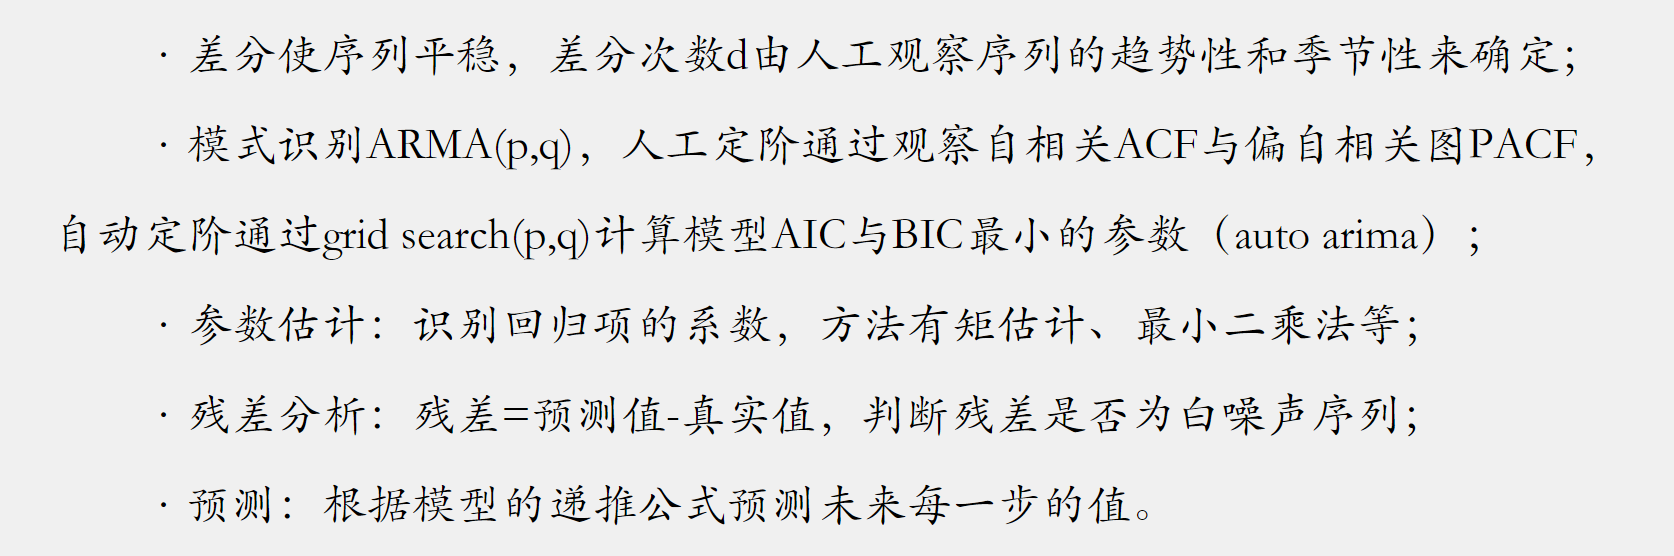 · 差分使序列平稳，差分次数d由人工观察序列的趋势性和季节性来确定；
· 模式识别ARMA(p,q)，人工定阶通过观察自相关ACF与偏自相关图PACF，
自动定阶通过grid search(p,q)计算模型AIC与BIC最小的参数（auto arima）；
· 参数估计：识别回归项的系数，方法有矩估计、最小二乘法等；
· 残差分析：残差=预测值-真实值，判断残差是否为白噪声序列；
· 预测：根据模型的递推公式预测未来每一步的值。